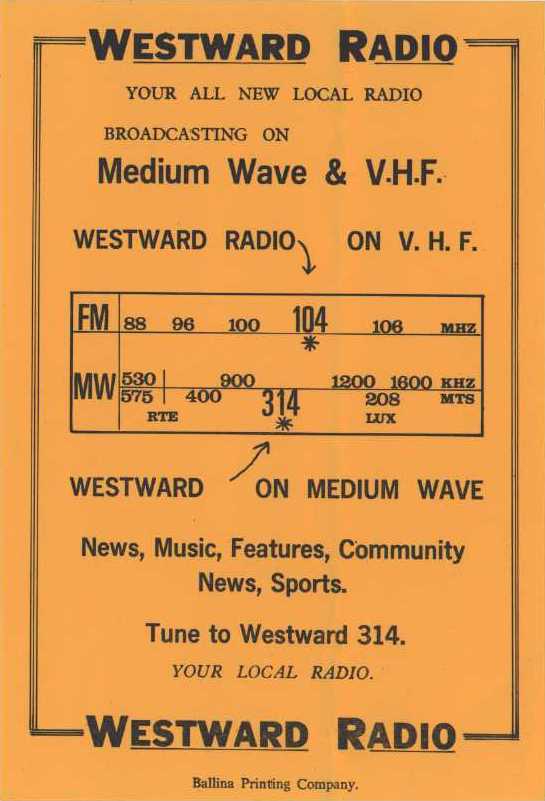 WESTWARD RADIO
YOUR ALL NEW LOCAL RADIO
BROADCASTING ON
Medium Wave & V.H.F.
WESTWARD RADIO ON V. H. F.
FM 88 96 100 104 106 MHZ
*
MW 530 900 1200 1600 KHZ
575 400 314 208 MTS
RTE * LUX
WESTWARD ON MEDIUM WAVE
News, Music, Features, Community
News, Sports.
Tune to Westward 314.
YOUR LOCAL RADIO.
WESTWARD RADIO
Ballina Printing Company.